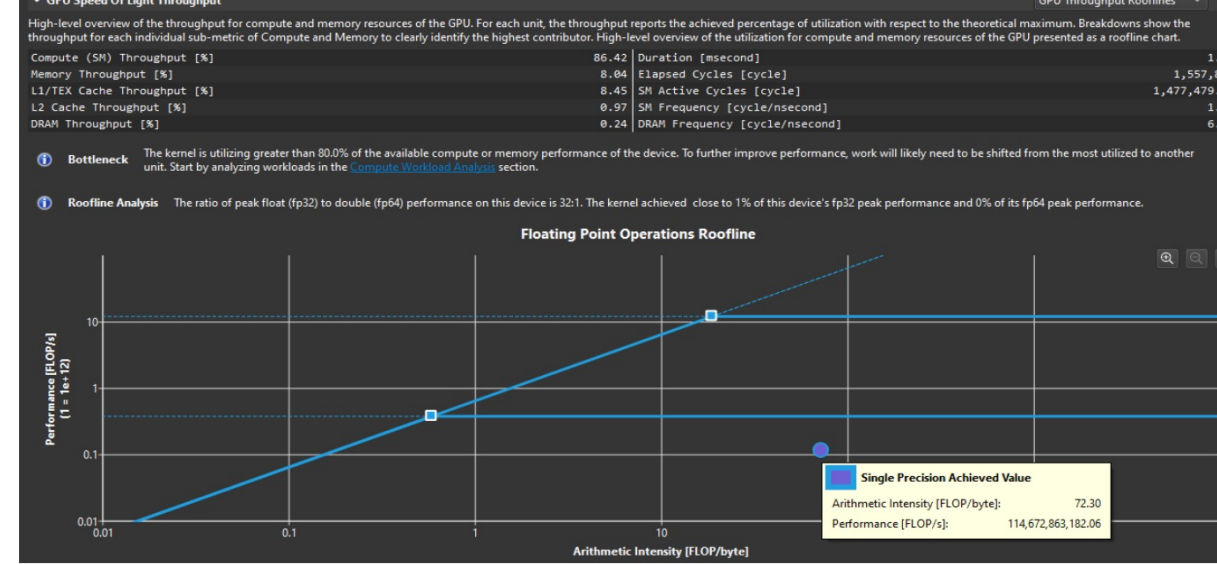 GPU Speed Of Light Throughput
GPU Throughput Rooflines
High-level overview of the throughput for compute and memory resources of the GPU. For each unit, the throughput reports the achieved percentage of utilization with respect to the theoretical maximum. Breakdowns show the
throughput for each individual sub-metric of Compute and Memory to clearly identify the highest contributor. High-level overview of the utilization for compute and memory resources of the GPU presented as a roofline chart.
Compute (SM) Throughput [%] 86.42 Duration [msecond] 1.
Memory Throughput [%] 8.04 Elapsed Cycles [cycle] 1,557,8
L1/TEX Cache Throughput [%] 8.45 SM Active Cycles [cycle] 1,477,479.
L2 Cache Throughput [%] 0.97 SM Frequency [cycle/nsecond] 1.
DRAM Throughput [%] 0.24 DRAM Frequency [cycle/nsecond] 6.
Bottleneck The kernel is utilizing greater than 80.0% of the available compute or memory performance of the device. To further improve performance, work will likely need to be shifted from the most utilized to another
unit. Start by analyzing workloads in the Compute Workload Analysis section.
Roofline Analysis The ratio of peak float (fp32) to double (fp64) performance on this device is 32:1. The kernel achieved close to 1% of this device's fp32 peak performance and 0% of its fp64 peak performance.
Floating Point Operations Roofline
Performance [FLOP/s]
(1 = 1e+12)
10
1
0.1
0.01
0.01 0.1 1 10
Single Precision Achieved Value
Arithmetic Intensity [FLOP/byte]: 72.30
Performance [FLOP/s]: 114,672,863,182.06
Arithmetic Intensity [FLOP/byte]